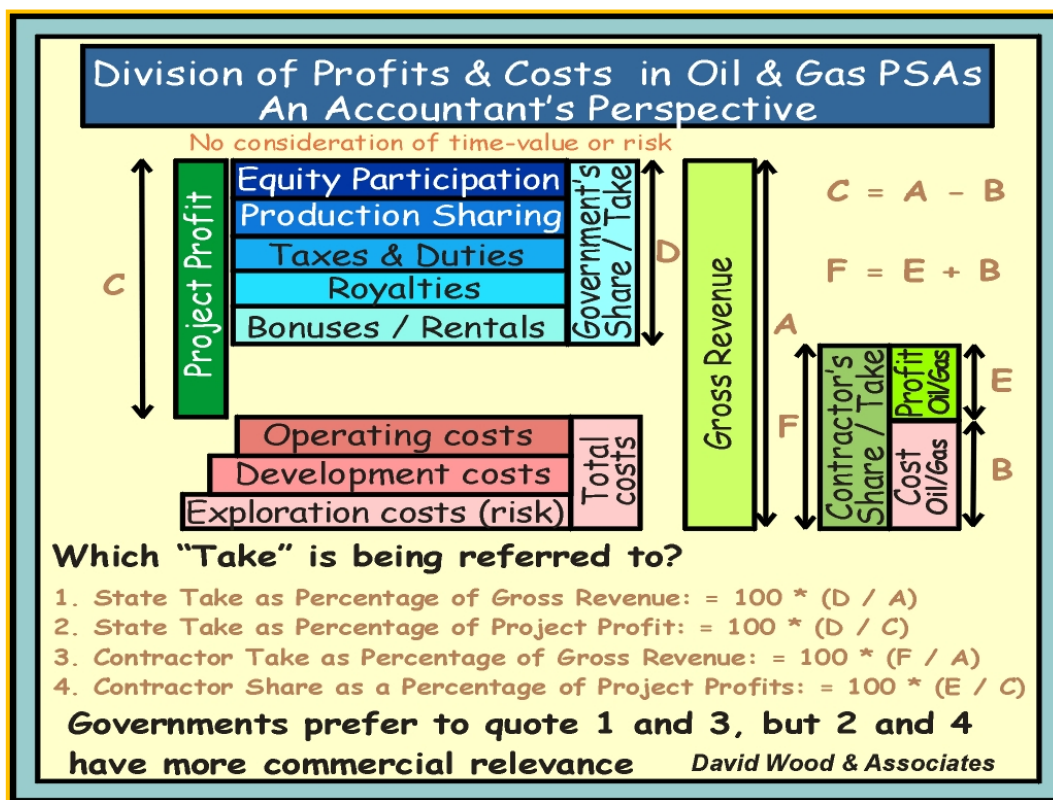 Division of Profits & Costs in Oil & Gas PSAs
An Accountant's Perspective
No consideration of time-value or risk
C
Project Profit
Equity Participation
Production Sharing
Taxes & Duties
Royalties
Bonuses / Rentals
Government's
Share / Take
D
Operating costs
Development costs
Exploration costs (risk)
Total
costs
Gross Revenue
A
C = A - B
F = E + B
F
Contractor's
Share / Take
Profit
Oil/Gas
E
Cost
Oil/Gas
B
Which “Take” is being referred to?
1. State Take as Percentage of Gross Revenue: = 100 * (D / A)
2. State Take as Percentage of Project Profit: = 100 * (D / C)
3. Contractor Take as Percentage of Gross Revenue: = 100 * (F / A)
4. Contractor Share as a Percentage of Project Profits: = 100 * (E / C)
Governments prefer to quote 1 and 3, but 2 and 4
have more commercial relevance
David Wood & Associates